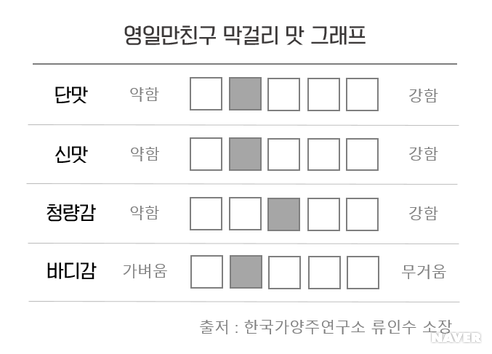 영일만친구 막걸리 맛 그래프
단맛 약함 강함
신맛 약함 강함
청량감 약함 강함
바디감 가벼움 무거움
출저 : 한국가양주연구소 류인수 소장
NAVER